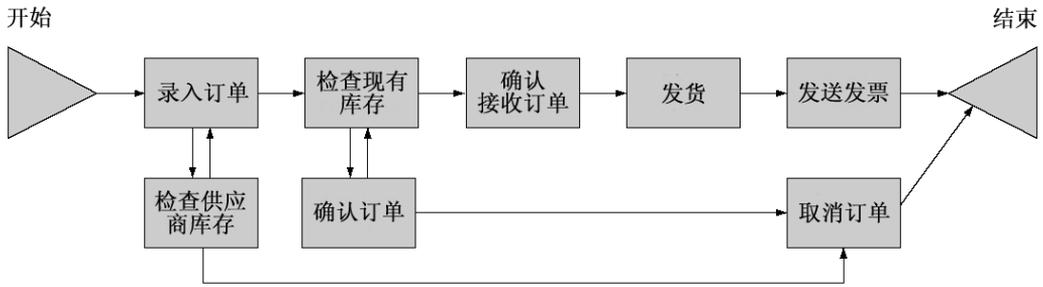 开始
结束
录入订单
检查现有
库存
确认
接收订单
发货
发送发票
检查供应
商库存
确认订单
取消订单